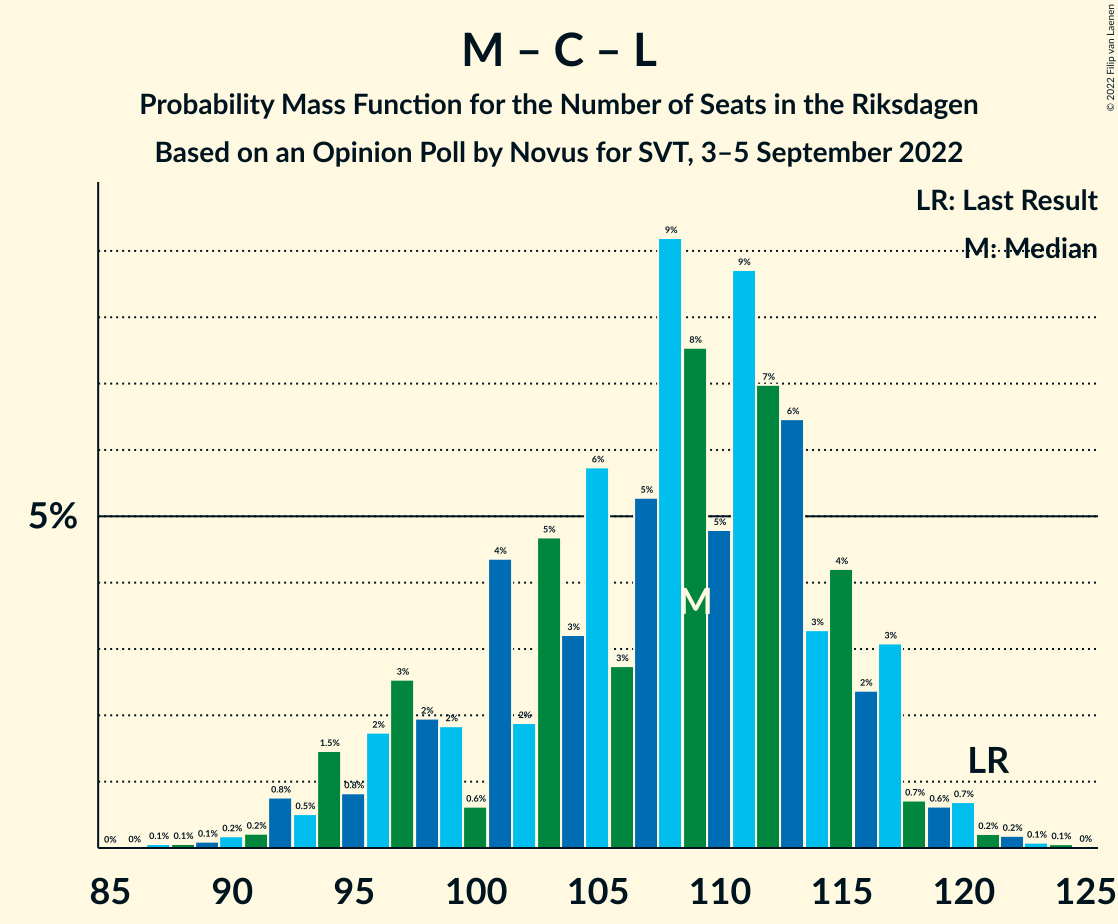 M – C – L
Probability Mass Function for the Number of Seats in the Riksdagen
Based on an Opinion Poll by Novus for SVT, 3–5 September 2022
© 2022 Filip van Laenen
LR: Last Result
M: Median
5%
0% 0% 0.1% 0.1% 0.1% 0.2% 0.2% 0.8% 0.5% 1.5% 0.8% 2% 3% 2% 2% 0.6% 4% 2% 5% 3% 6% 3% 5% 9% 8% 5% 9% 7% 6% 3% 4% 2% 3% 0.7% 0.6% 0.7% 0.2% 0.2% 0.1% 0.1% 0%
M
LR
85 90 95 100 105 110 115 120 125